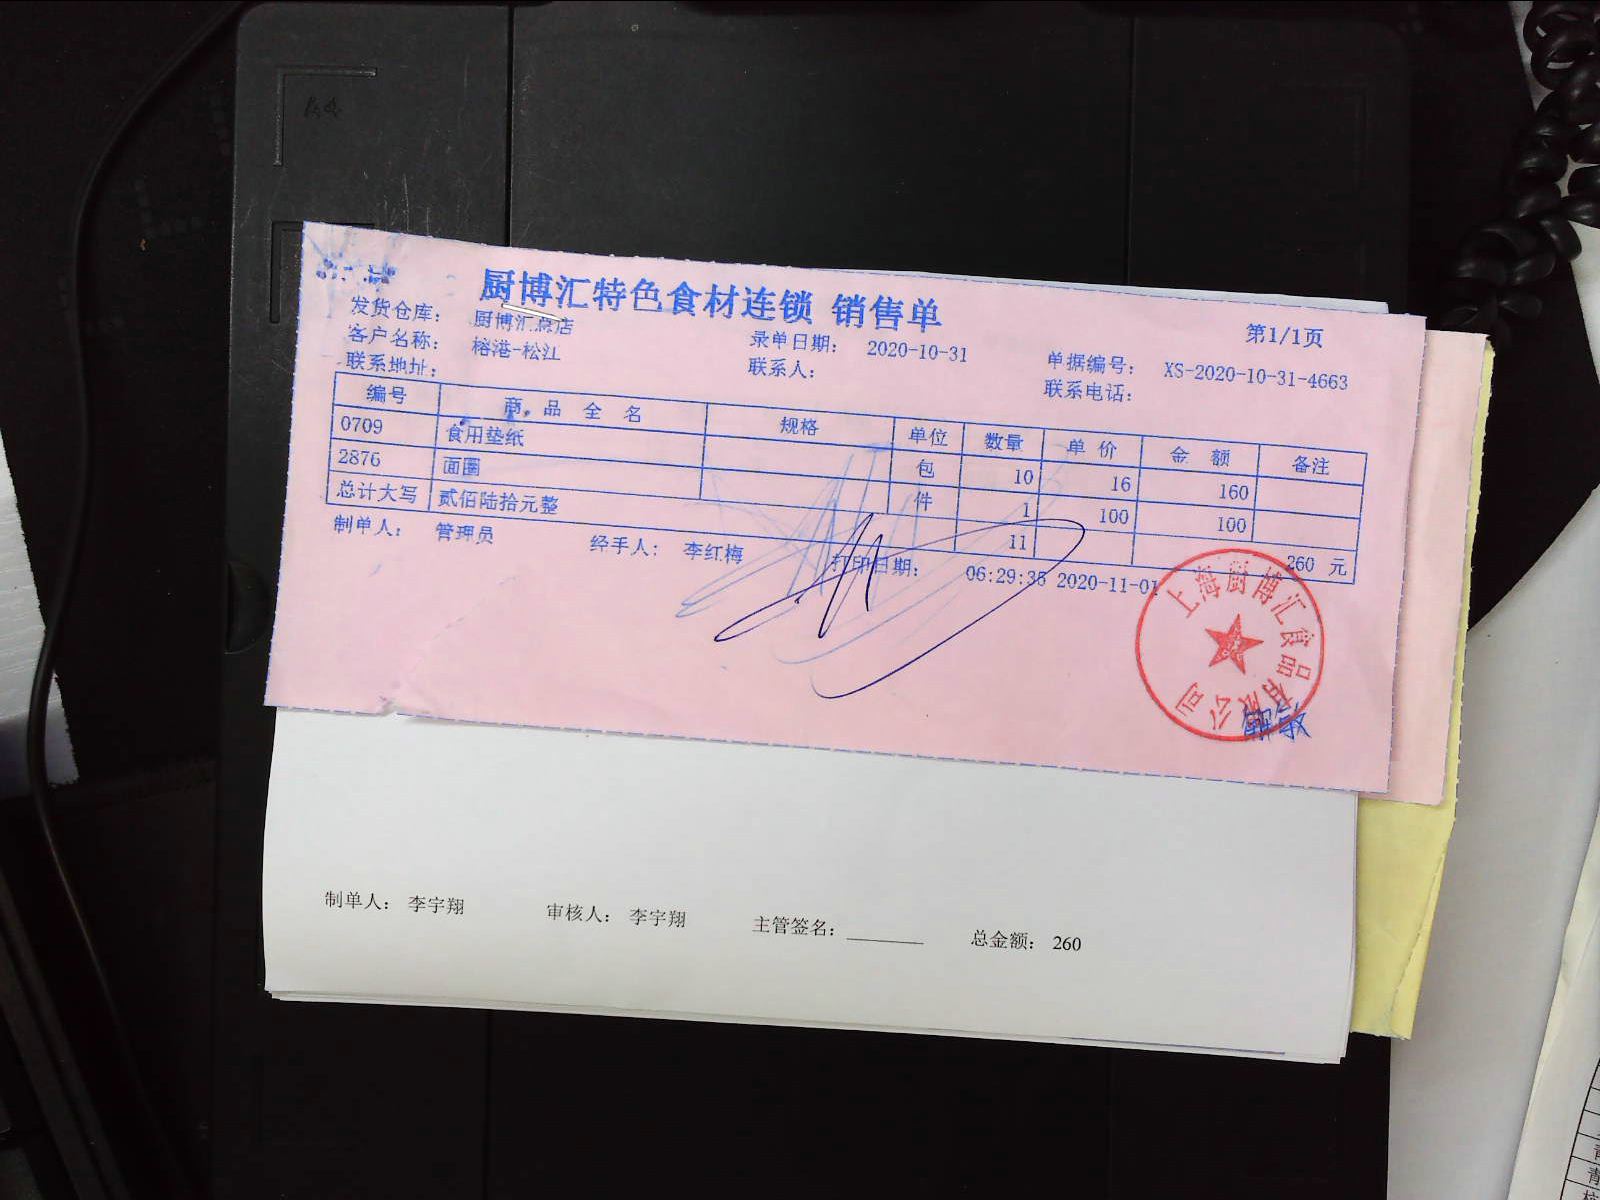 厨博汇特色食材连锁 销售单
第1/1页
发货仓库： 厨博汇总店
录单日期： 2020-10-31
单据编号： XS-2020-10-31-4663
客户名称： 榕港-松江
联系人：
联系电话：
联系地址：
编号 商 品 全 名 规格 单位 数量 单 价 金 额 备注
0709 食用垫纸 包 10 16 160
2876 面圈 件 1 100 100
总计大写 贰佰陆拾元整 11 260 元
制单人： 管理员 经手人： 李红梅 打印日期： 06:29:35 2020-11-01
上海厨博汇食品有限公司
制单人： 李宇翔 审核人： 李宇翔 主管签名：________ 总金额： 260